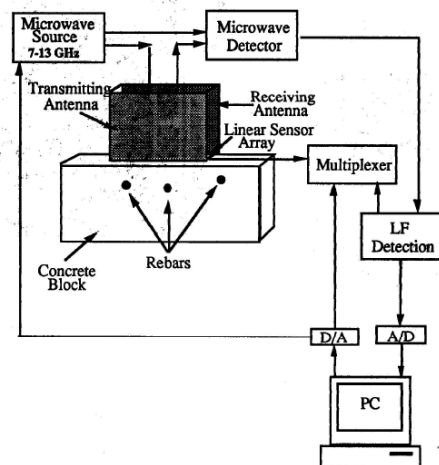 Microwave
Source
7-13 GHz
Microwave
Detector
Transmitting
Antenna
Receiving
Antenna
Linear Sensor
Array
Multiplexer
LF
Detection
Concrete
Block
Rebars
D/A
A/D
PC